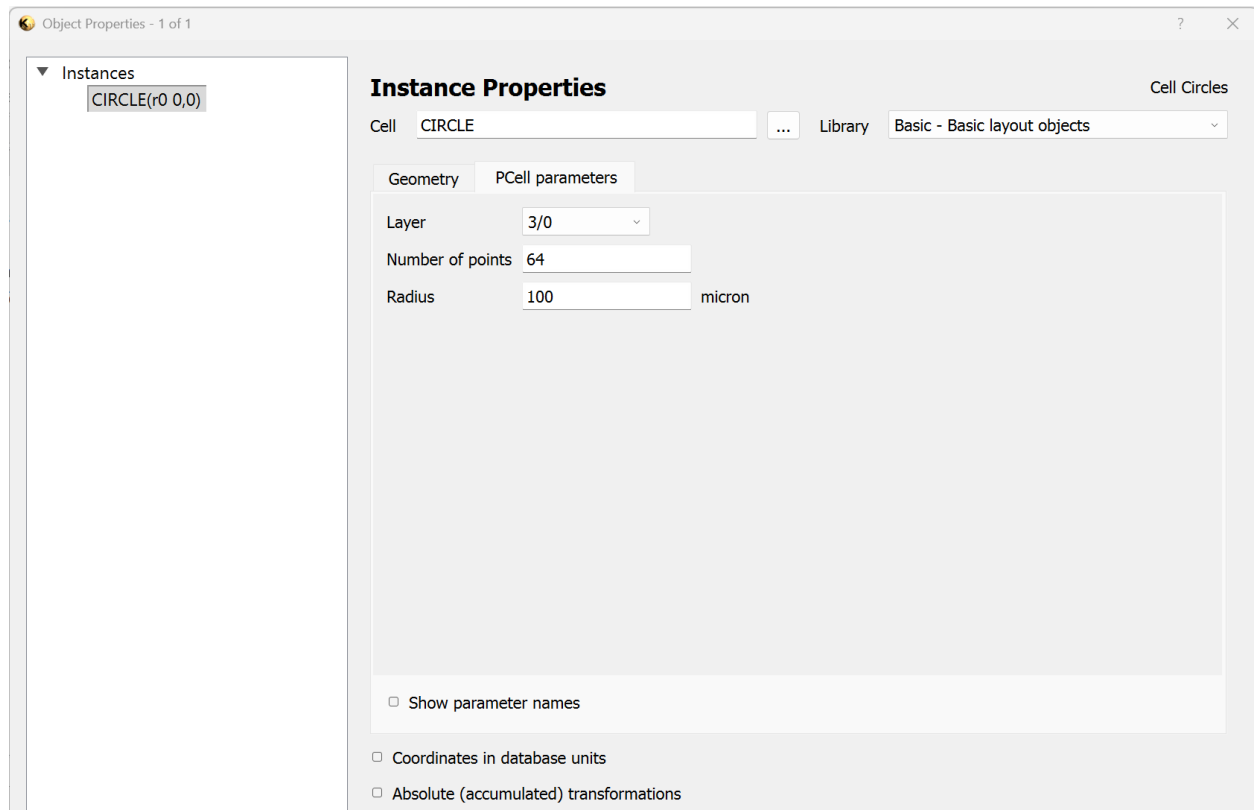 Object Properties - 1 of 1
?
Instances
CIRCLE(r0 0,0)
Instance Properties
Cell Circles
Cell CIRCLE ... Library Basic - Basic layout objects
Geometry PCell parameters
Layer 3/0
Number of points 64
Radius 100 micron
Show parameter names
Coordinates in database units
Absolute (accumulated) transformations